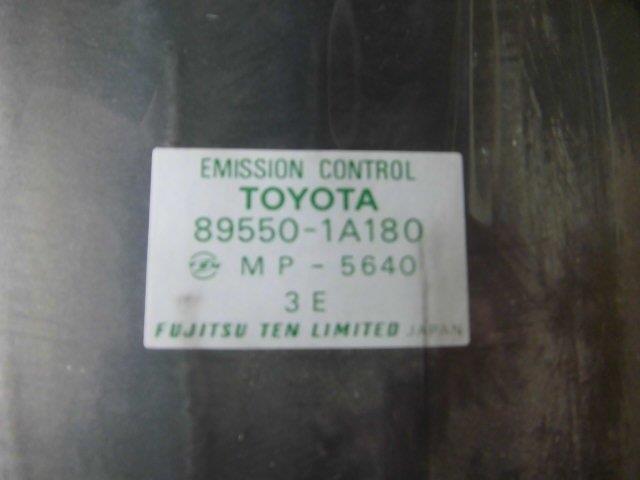 EMISSION CONTROL
TOYOTA
89550-1A180
MP-5640
3E
FUJITSU TEN LIMITED JAPAN